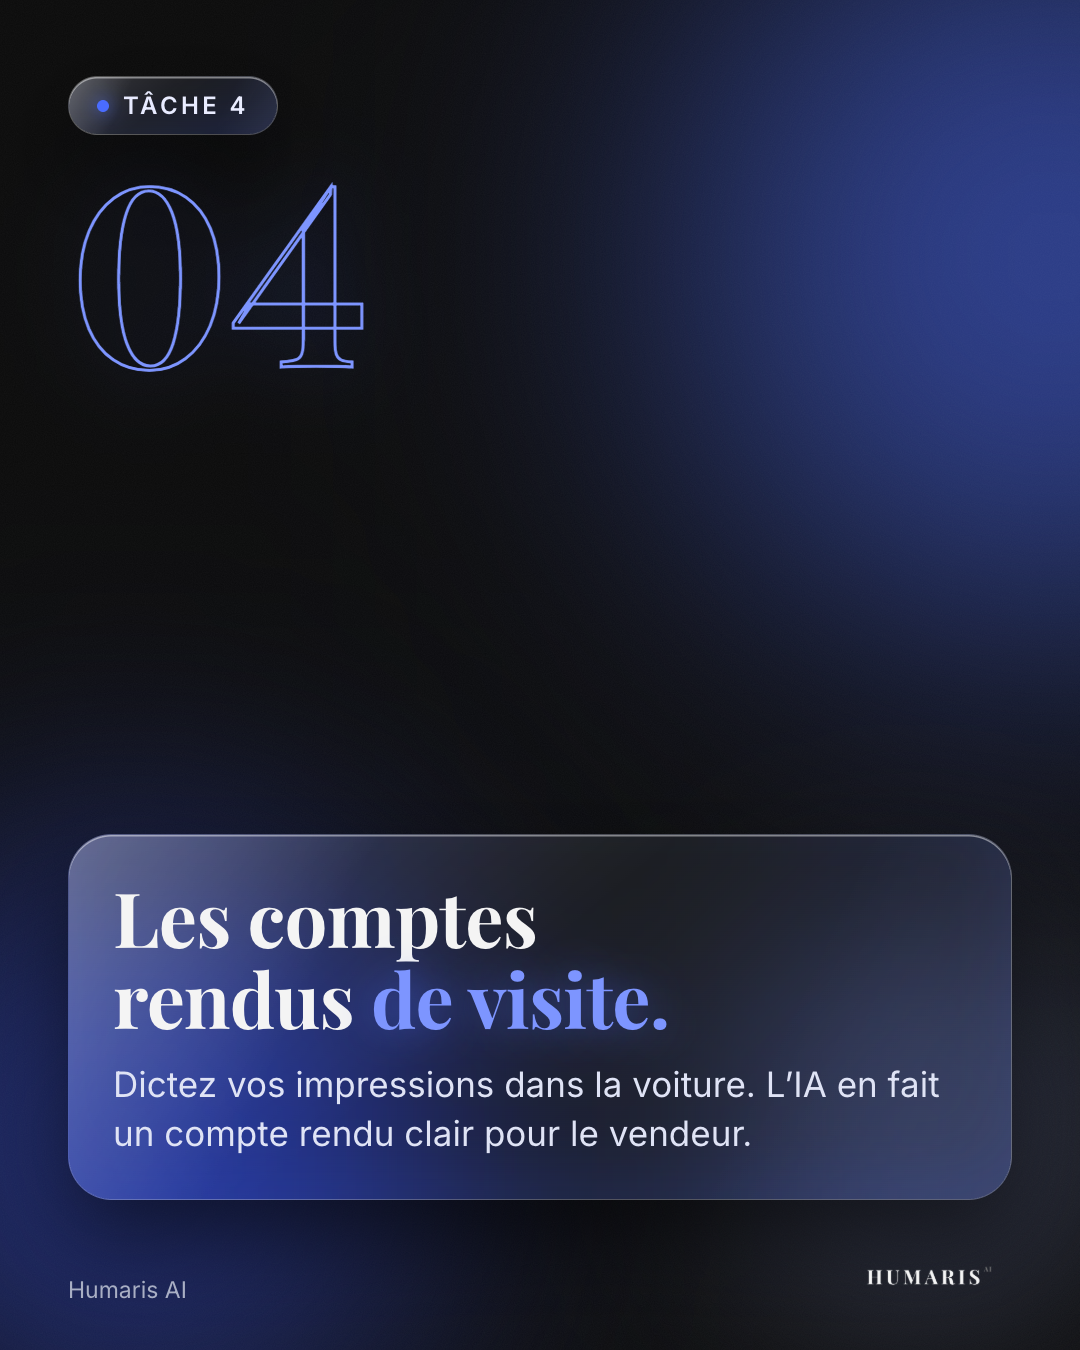 TÂCHE 4
04
Les comptes
rendus de visite.
Dictez vos impressions dans la voiture. L’IA en fait
un compte rendu clair pour le vendeur.
Humaris AI
HUMARIS AI